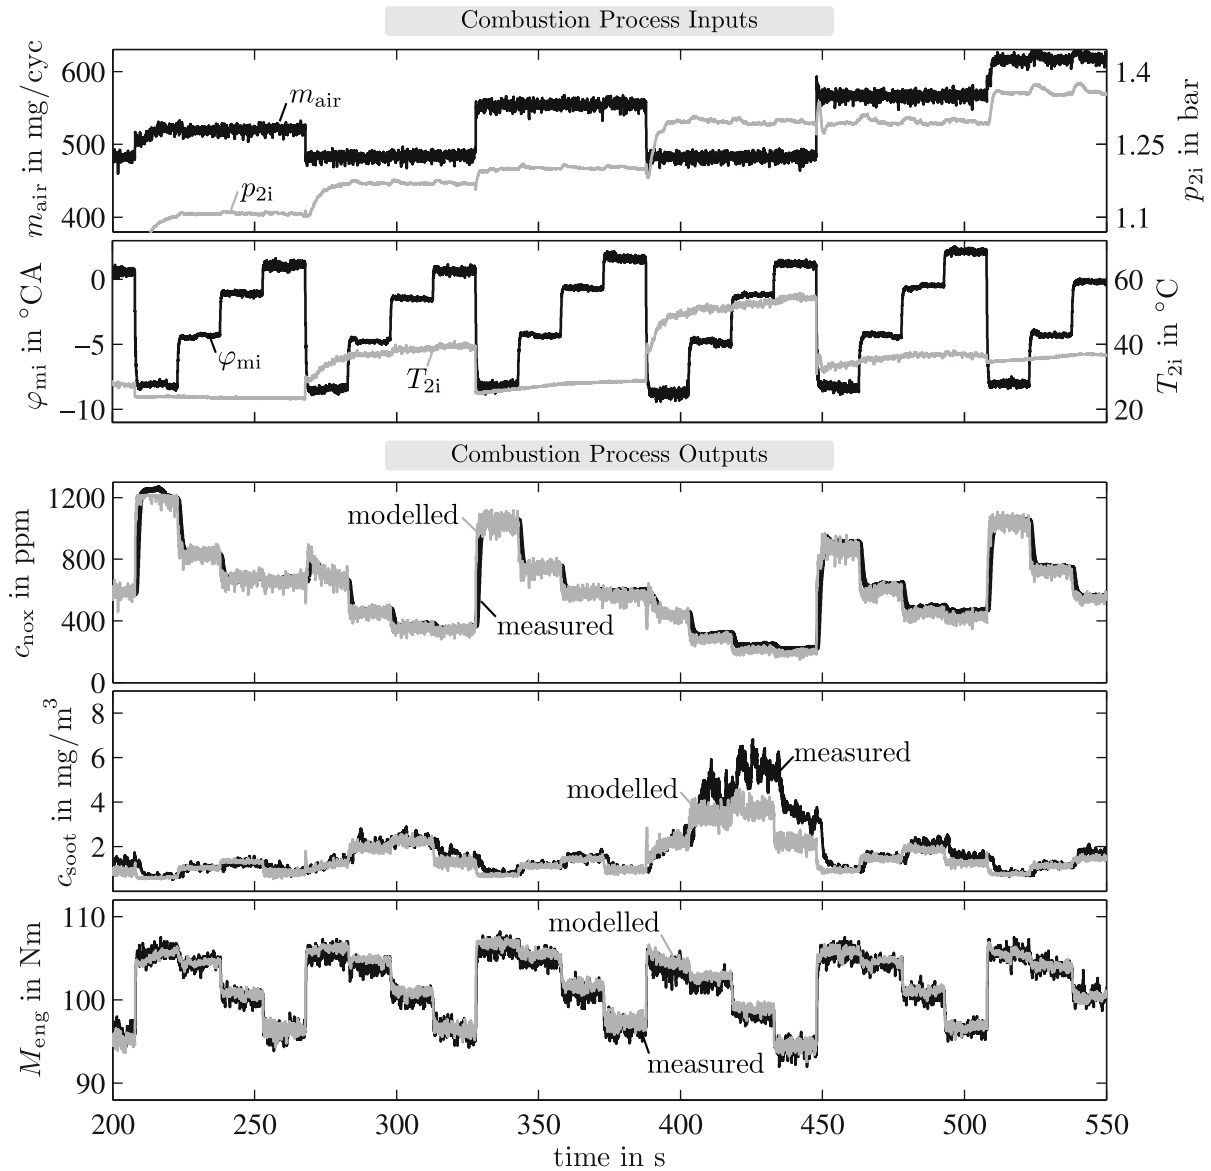 Combustion Process Inputs
m_air in mg/cyc
600
500
400
m_air
p_2i
1.4
1.25
1.1
p_2i in bar
φ_mi in °CA
0
−5
−10
φ_mi
T_2i
60
40
20
T_2i in °C
Combustion Process Outputs
c_nox in ppm
1200
800
400
0
modelled
measured
c_soot in mg/m³
8
6
4
2
modelled
measured
M_eng in Nm
110
100
90
modelled
measured
200 250 300 350 400 450 500 550
time in s